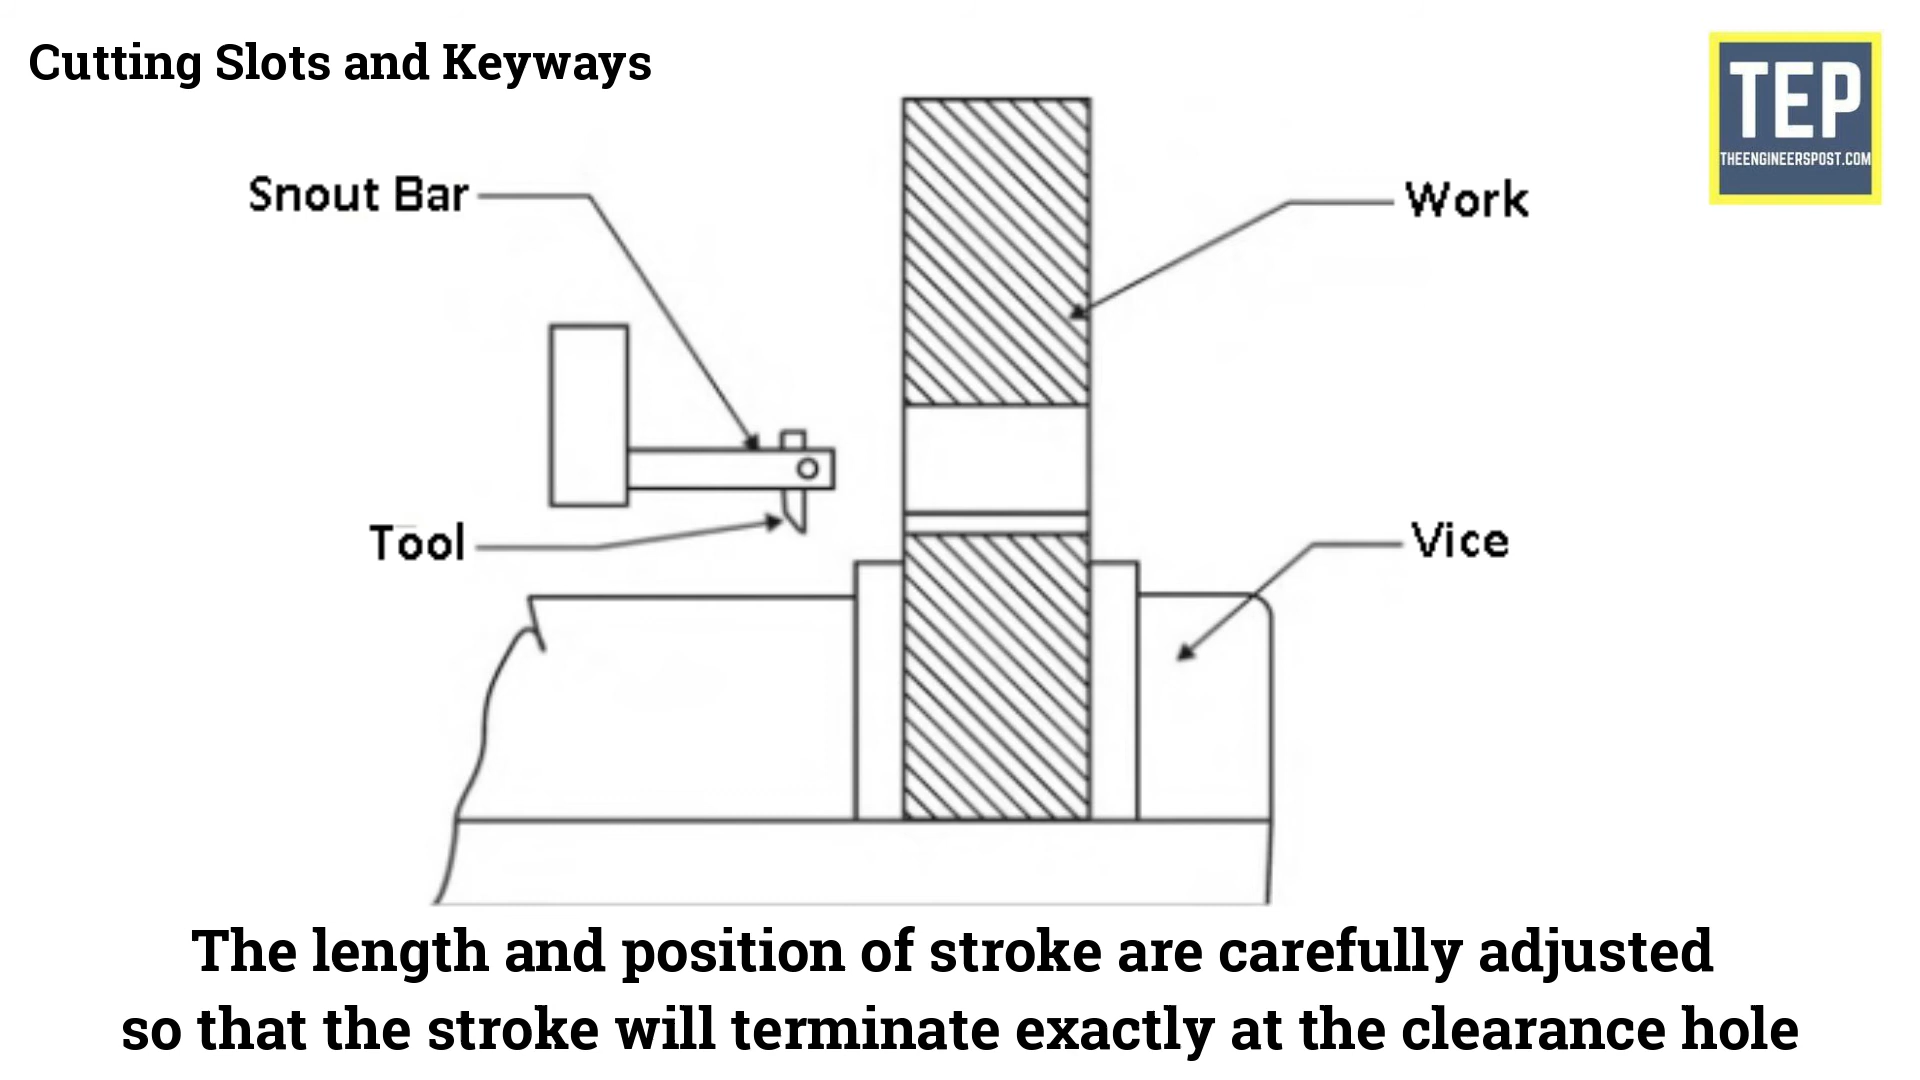 Cutting Slots and Keyways
TEP
THEENGINEERSPOST.COM
Snout Bar
Work
Tool
Vice
The length and position of stroke are carefully adjusted
so that the stroke will terminate exactly at the clearance hole